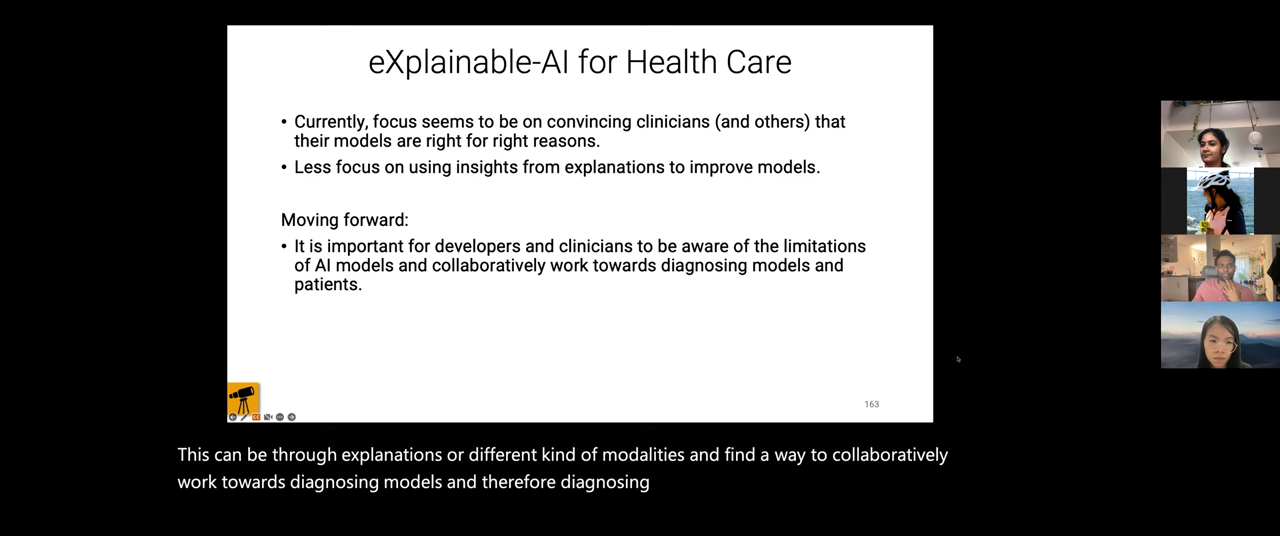 eXplainable-AI for Health Care
• Currently, focus seems to be on convincing clinicians (and others) that
their models are right for right reasons.
• Less focus on using insights from explanations to improve models.
Moving forward:
• It is important for developers and clinicians to be aware of the limitations
of AI models and collaboratively work towards diagnosing models and
patients.
163
This can be through explanations or different kind of modalities and find a way to collaboratively
work towards diagnosing models and therefore diagnosing